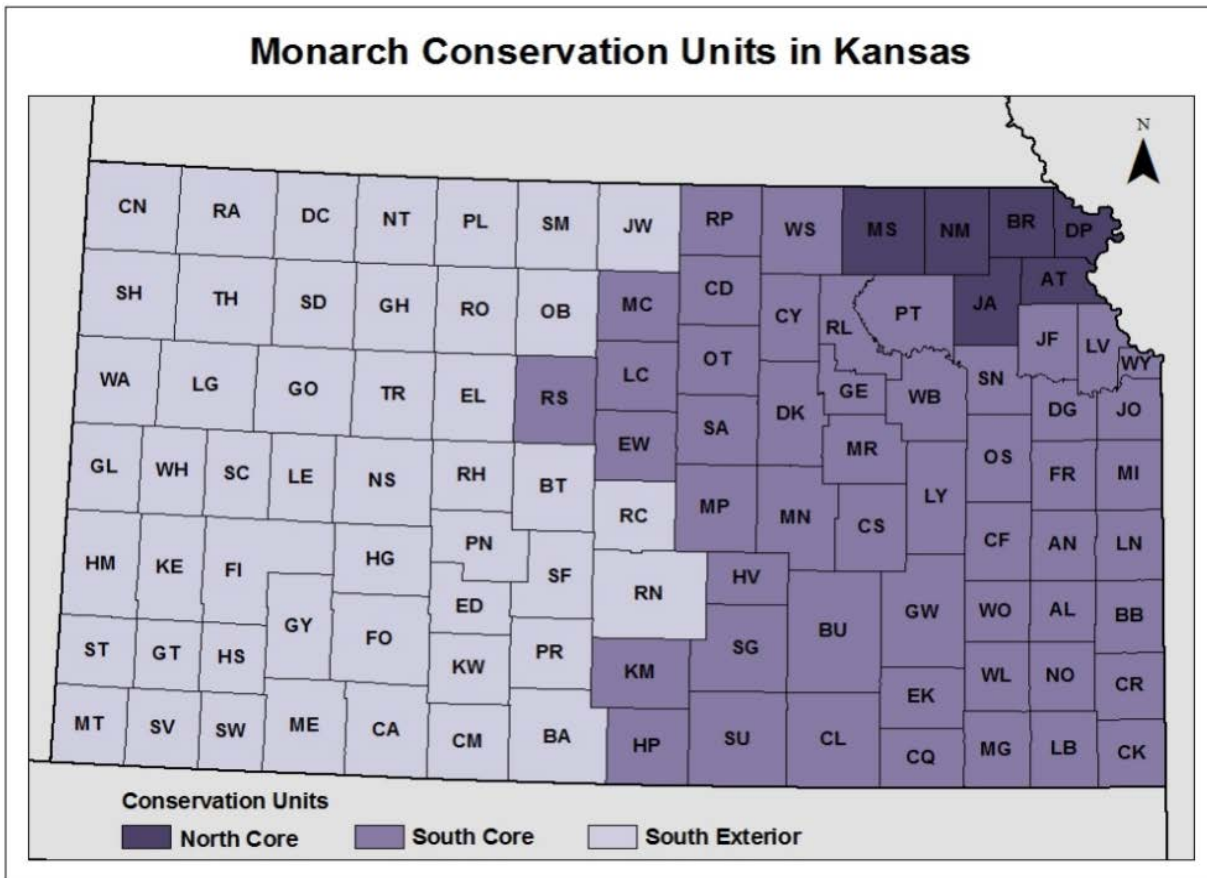 Monarch Conservation Units in Kansas
N
CN RA DC NT PL SM JW RP WS MS NM BR DP
SH TH SD GH RO OB MC CD CY RL PT JA AT
JF LV WY
WA LG GO TR EL RS LC OT DK GE WB SN DG JO
GL WH SC LE NS RH BT EW SA MR OS FR MI
HM KE FI HG PN SF RC MP MN CS LY CF AN LN
ST GT HS GY FO ED KW PR RN HV SG BU GW WO AL BB
MT SV SW ME CA CM BA KM HP SU CL EK CQ WL NO CR
MG LB CK
Conservation Units
North Core South Core South Exterior